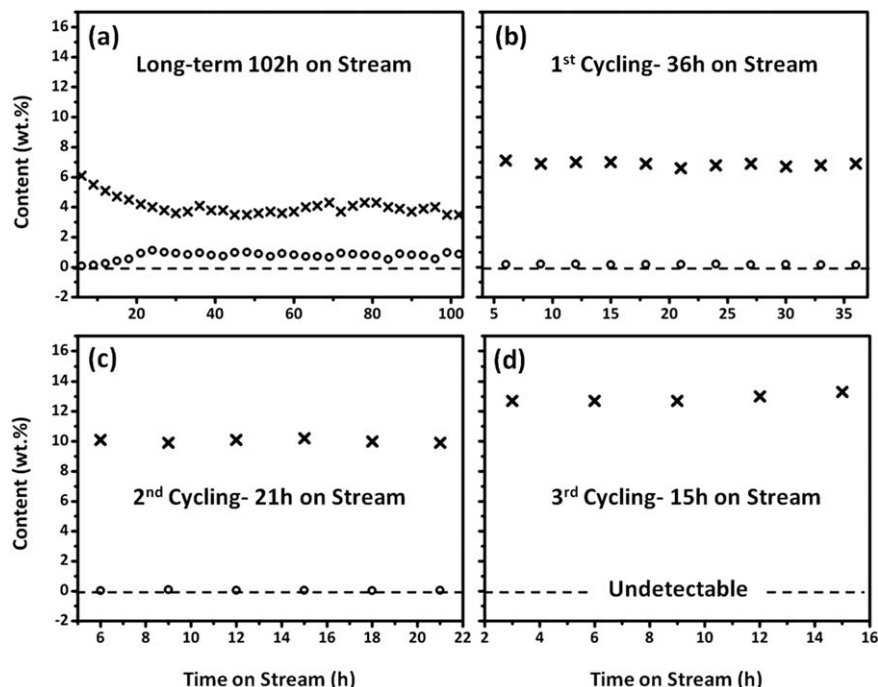 (a)
Long-term 102h on Stream
16
14
12
10
8
6
4
2
0
-2
Content (wt.%)
20 40 60 80 100
(b)
1st Cycling- 36h on Stream
5 10 15 20 25 30 35
(c)
2nd Cycling- 21h on Stream
16
14
12
10
8
6
4
2
0
-2
Content (wt.%)
6 8 10 12 14 16 18 20 22
Time on Stream (h)
(d)
3rd Cycling- 15h on Stream
Undetectable
2 4 6 8 10 12 14 16
Time on Stream (h)